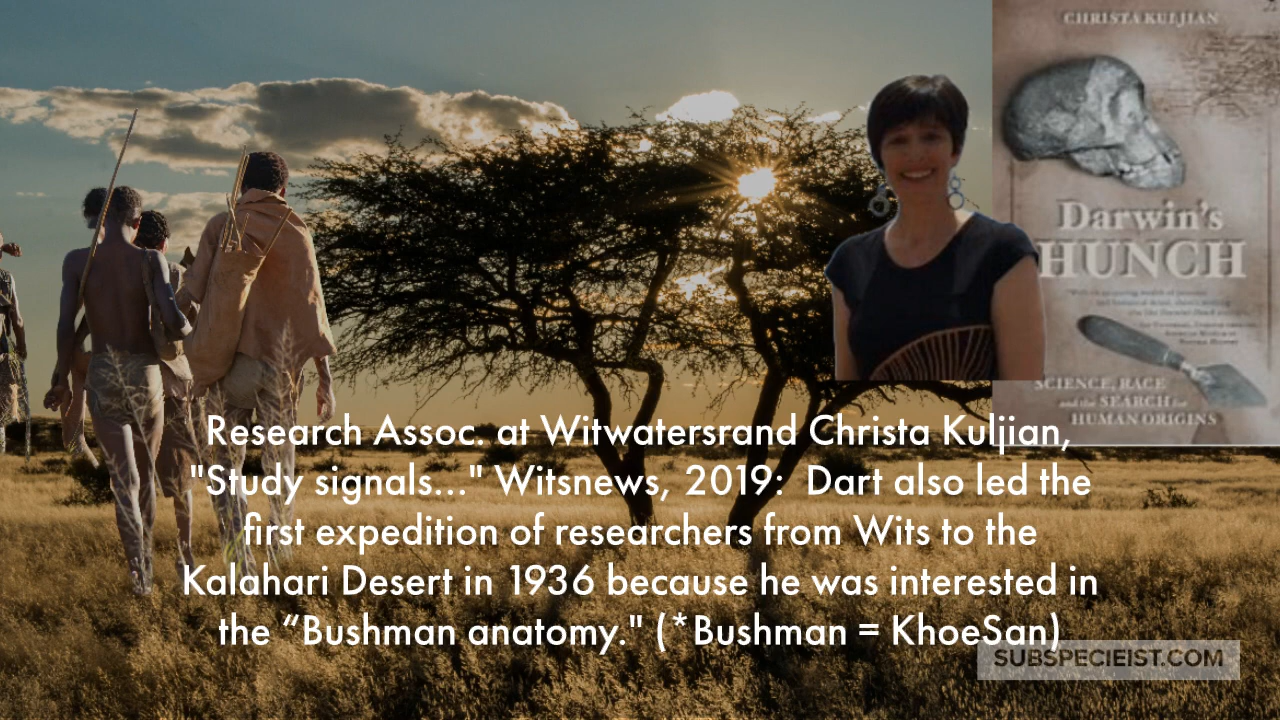 CHRISTA KULJIAN
Darwin's
HUNCH
SCIENCE, RACE
and the SEARCH for
HUMAN ORIGINS
Research Assoc. at Witwatersrand Christa Kuljian,
"Study signals..." Witsnews, 2019:  Dart also led the
first expedition of researchers from Wits to the
Kalahari Desert in 1936 because he was interested in
the “Bushman anatomy." (*Bushman = KhoeSan)
SUBSPECIEIST.COM